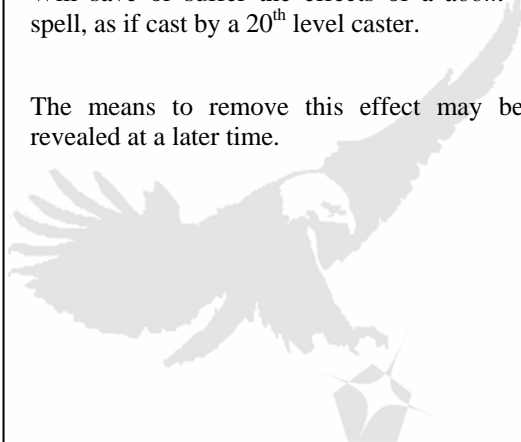 Will save or suffer the effects of a
spell, as if cast by a 20th level caster.
The means to remove this effect may be
revealed at a later time.